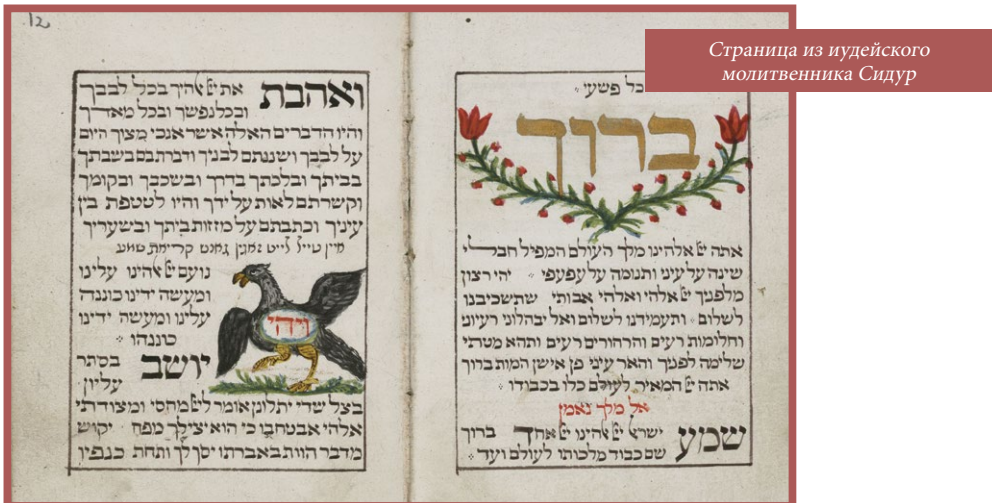 Страница из иудейского
молитвенника Сидур
כל פשעי
ברוך
אתה יי אלהינו מלך העולם המפיל חבלי
שינה על עיני ותנומה על עפעפי ׃ יהי רצון
מלפניך יי אלהי ואלהי אבותי שתשכיבנו
לשלום ׃ ותעמידנו לשלום ואל יבהלוני רעיוני
וחלומות רעים והרהורים רעים ותהא מטתי
שלימה לפניך והאר עיני פן אישן המות ברוך
אתה יי המאיר לעולם כלו בכבודו ׃
אל מלך נאמן
שמע ישראל יי אלהינו יי אחד ברוך
שם כבוד מלכותו לעולם ועד ׃
12
ואהבת את יי אלהיך בכל לבבך
ובכל נפשך ובכל מאדך
והיו הדברים האלה אשר אנכי מצוך היום
על לבבך ושננתם לבניך ודברת בם בשבתך
בביתך ובלכתך בדרך ובשכבך ובקומך
וקשרתם לאות על ידך והיו לטטפת בין
עיניך וכתבתם על מזזות ביתך ובשעריך
טייל לייט זאגין קריאת שמע
ויהי
נועם יי אלהינו עלינו
ומעשה ידינו כוננה
עלינו ומעשה ידינו
כוננהו ׃
יושב בסתר
עליון
בצל שדי יתלונן אומר ליי מחסי ומצודתי
אלהי אבטח בו כי הוא יצילך מפח יקוש
מדבר הוות באברתו יסך לך ותחת כנפיו